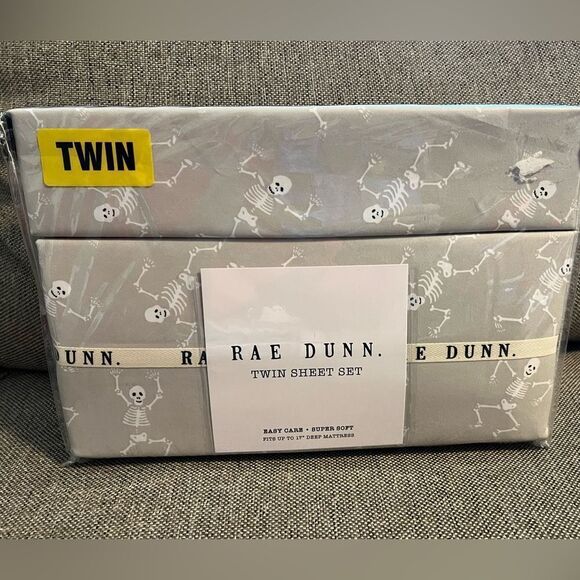 TWIN
DUNN. RA E DUNN.
RAE DUNN.
TWIN SHEET SET
EASY CARE • SUPER SOFT
FITS UP TO 17" DEEP MATTRESS